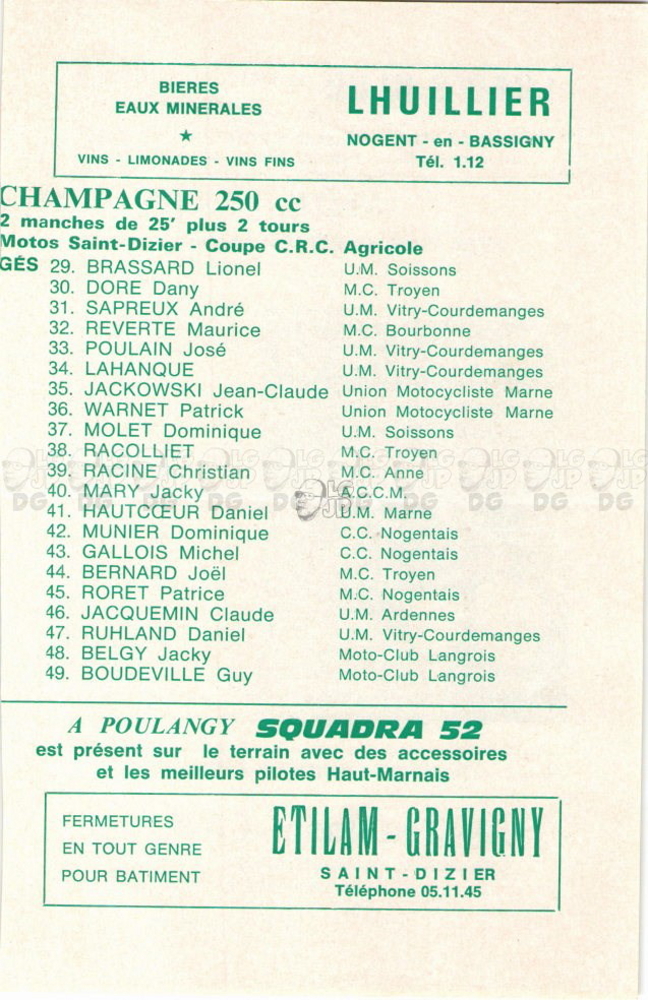 BIERES
EAUX MINERALES
★
VINS - LIMONADES - VINS FINS
LHUILLIER
NOGENT - en - BASSIGNY
Tél. 1.12
CHAMPAGNE 250 cc
2 manches de 25' plus 2 tours
Motos Saint-Dizier - Coupe C.R.C. Agricole
GÉS 29. BRASSARD Lionel U.M. Soissons
30. DORE Dany M.C. Troyen
31. SAPREUX André U.M. Vitry-Courdemanges
32. REVERTE Maurice M.C. Bourbonne
33. POULAIN José U.M. Vitry-Courdemanges
34. LAHANQUE U.M. Vitry-Courdemanges
35. JACKOWSKI Jean-Claude Union Motocycliste Marne
36. WARNET Patrick Union Motocycliste Marne
37. MOLET Dominique U.M. Soissons
38. RACOLLIET M.C. Troyen
39. RACINE Christian M.C. Anne
40. MARY Jacky A.C.C.M.
41. HAUTCŒUR Daniel U.M. Marne
42. MUNIER Dominique C.C. Nogentais
43. GALLOIS Michel C.C. Nogentais
44. BERNARD Joël M.C. Troyen
45. RORET Patrice M.C. Nogentais
46. JACQUEMIN Claude U.M. Ardennes
47. RUHLAND Daniel U.M. Vitry-Courdemanges
48. BELGY Jacky Moto-Club Langrois
49. BOUDEVILLE Guy Moto-Club Langrois
A POULANGY SQUADRA 52
est présent sur le terrain avec des accessoires
et les meilleurs pilotes Haut-Marnais
FERMETURES
EN TOUT GENRE
POUR BATIMENT
ETILAM - GRAVIGNY
SAINT-DIZIER
Téléphone 05.11.45